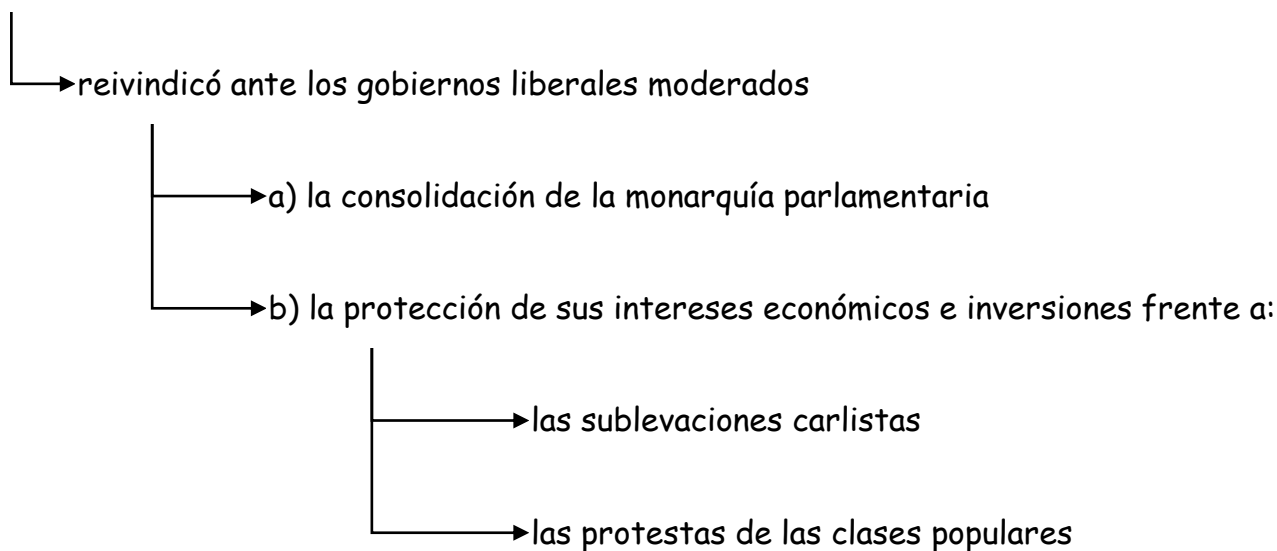 reivindicó ante los gobiernos liberales moderados
a) la consolidación de la monarquía parlamentaria
b) la protección de sus intereses económicos e inversiones frente a:
las sublevaciones carlistas
las protestas de las clases populares